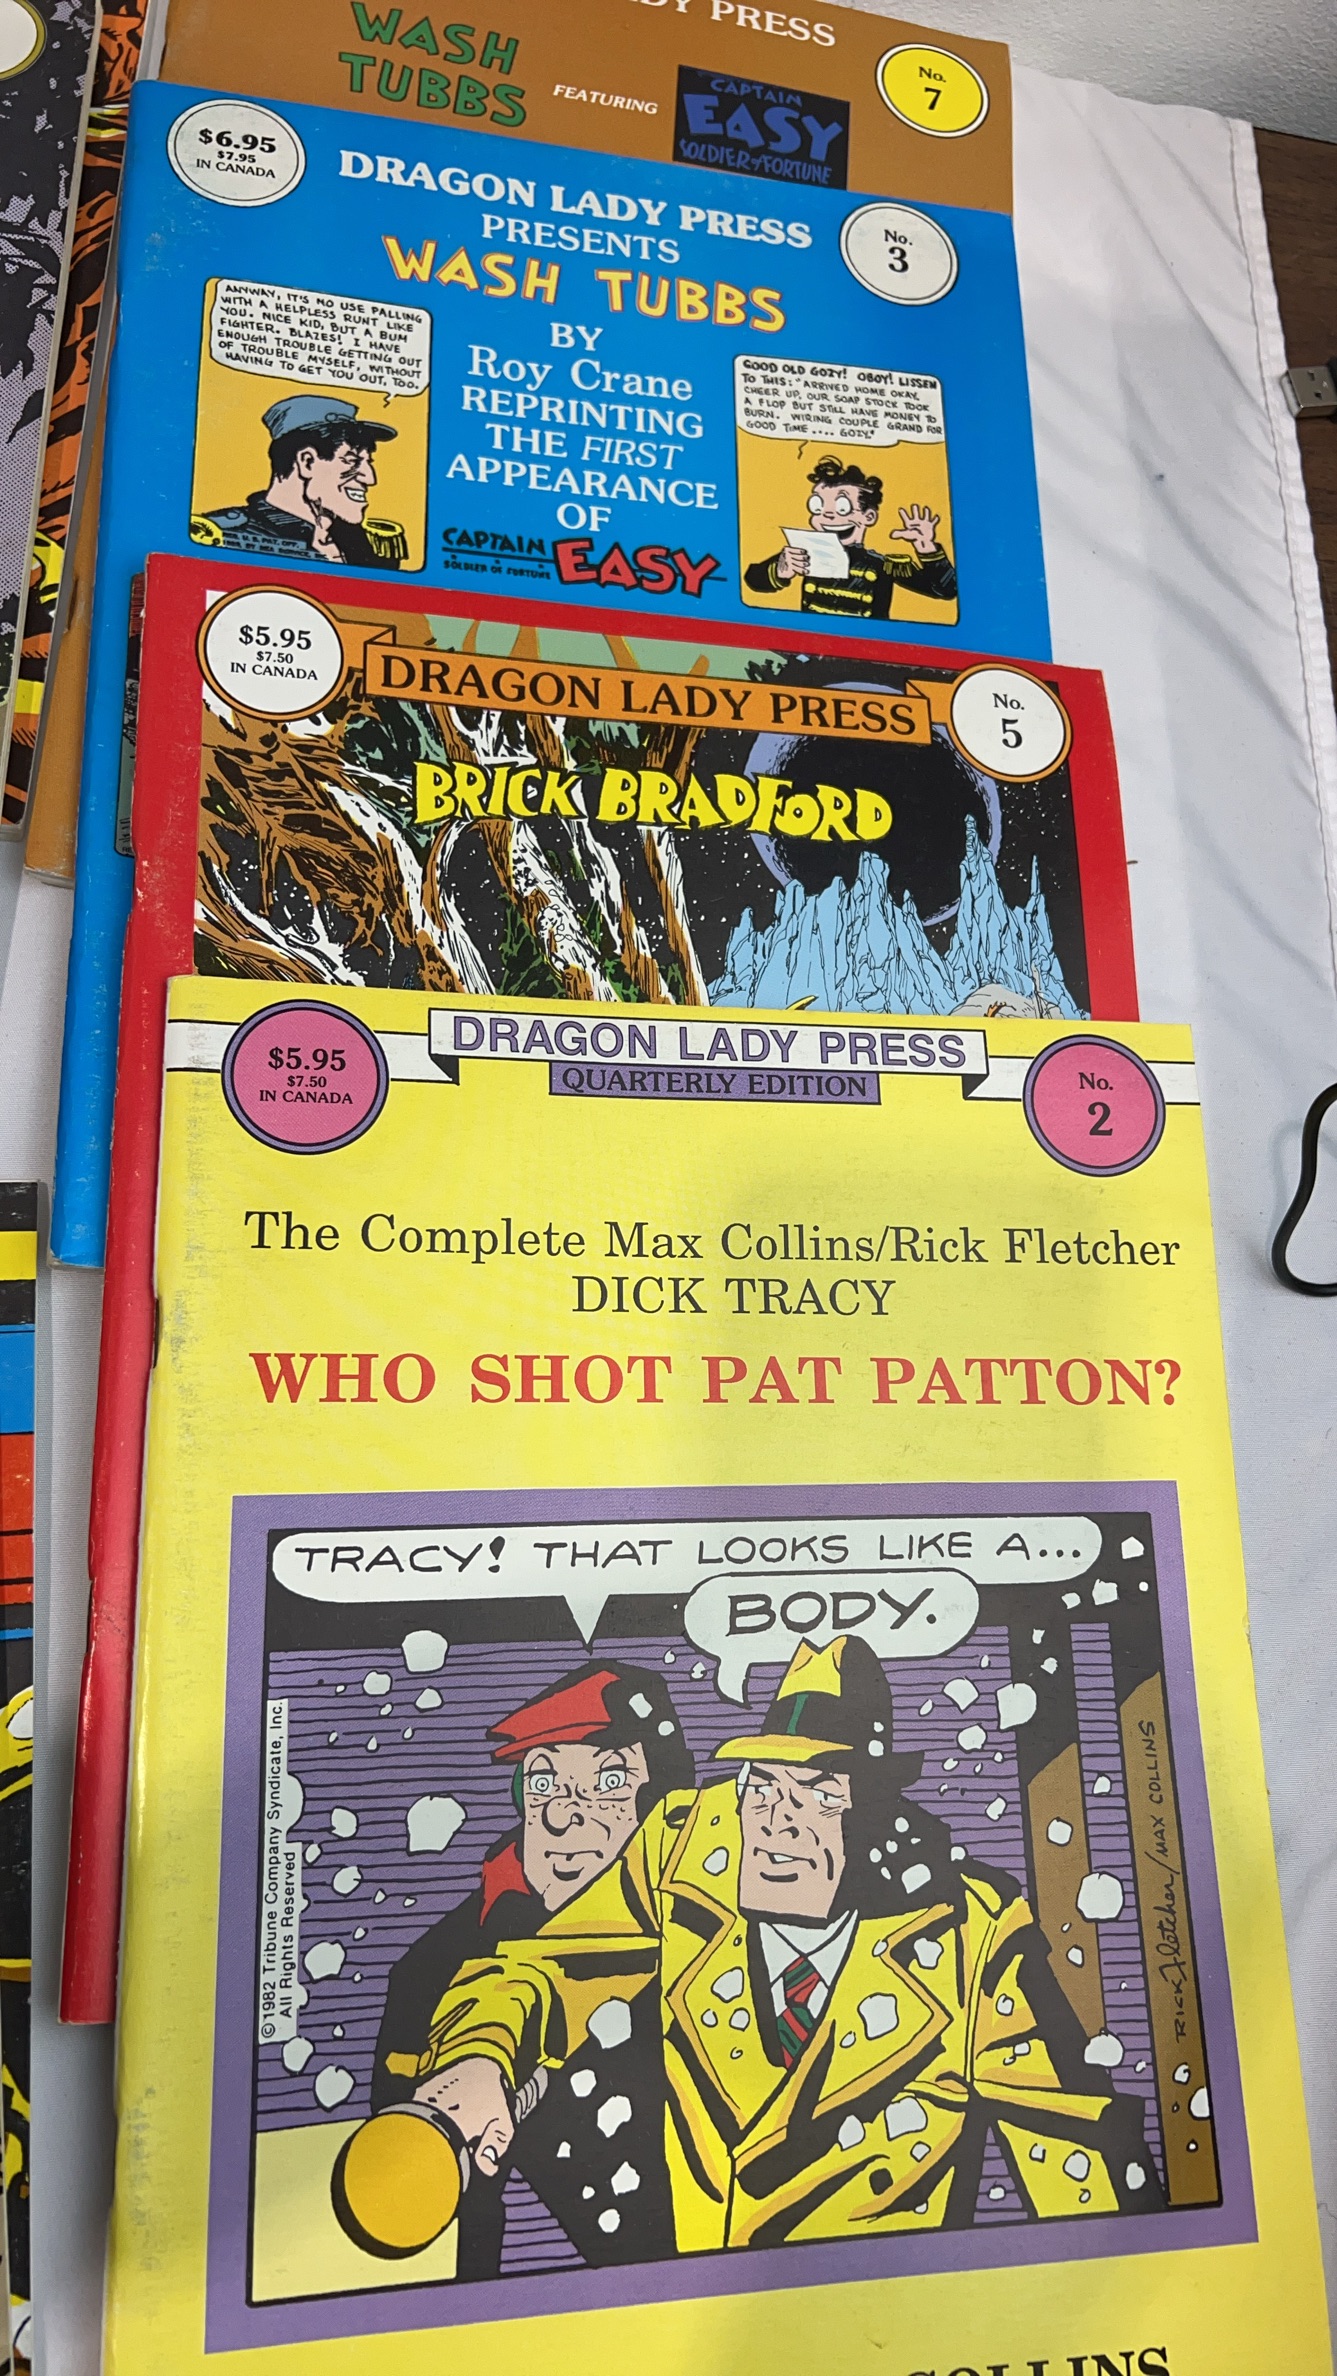 DY PRESS
WASH
TUBBS
FEATURING
CAPTAIN
EASY
SOLDIER of FORTUNE
No.
7
$6.95
$7.95
IN CANADA
DRAGON LADY PRESS
PRESENTS
WASH TUBBS
BY
Roy Crane
REPRINTING
THE FIRST
APPEARANCE
OF
CAPTAIN
SOLDIER OF FORTUNE
EASY
No.
3
ANYWAY, IT'S NO USE PALLING
WITH A HELPLESS RUNT LIKE
YOU. NICE KID, BUT A BUM
FIGHTER. BLAZES! I HAVE
ENOUGH TROUBLE GETTING OUT
OF TROUBLE MYSELF, WITHOUT
HAVING TO GET YOU OUT, TOO.
GOOD OLD GOZY! OBOY! LISSEN
TO THIS: "ARRIVED HOME OKAY.
CHEER UP. OUR SOAP STOCK TOOK
A FLOP BUT STILL HAVE MONEY TO
BURN. WIRING COUPLE GRAND FOR
GOOD TIME .... GOZY."
$5.95
$7.50
IN CANADA
DRAGON LADY PRESS
No.
5
BRICK BRADFORD
$5.95
$7.50
IN CANADA
DRAGON LADY PRESS
QUARTERLY EDITION
No.
2
The Complete Max Collins/Rick Fletcher
DICK TRACY
WHO SHOT PAT PATTON?
TRACY! THAT LOOKS LIKE A...
BODY.
©1982 Tribune Company Syndicate, Inc.
All Rights Reserved
RICK Fletcher/MAX COLLINS
COLLINS